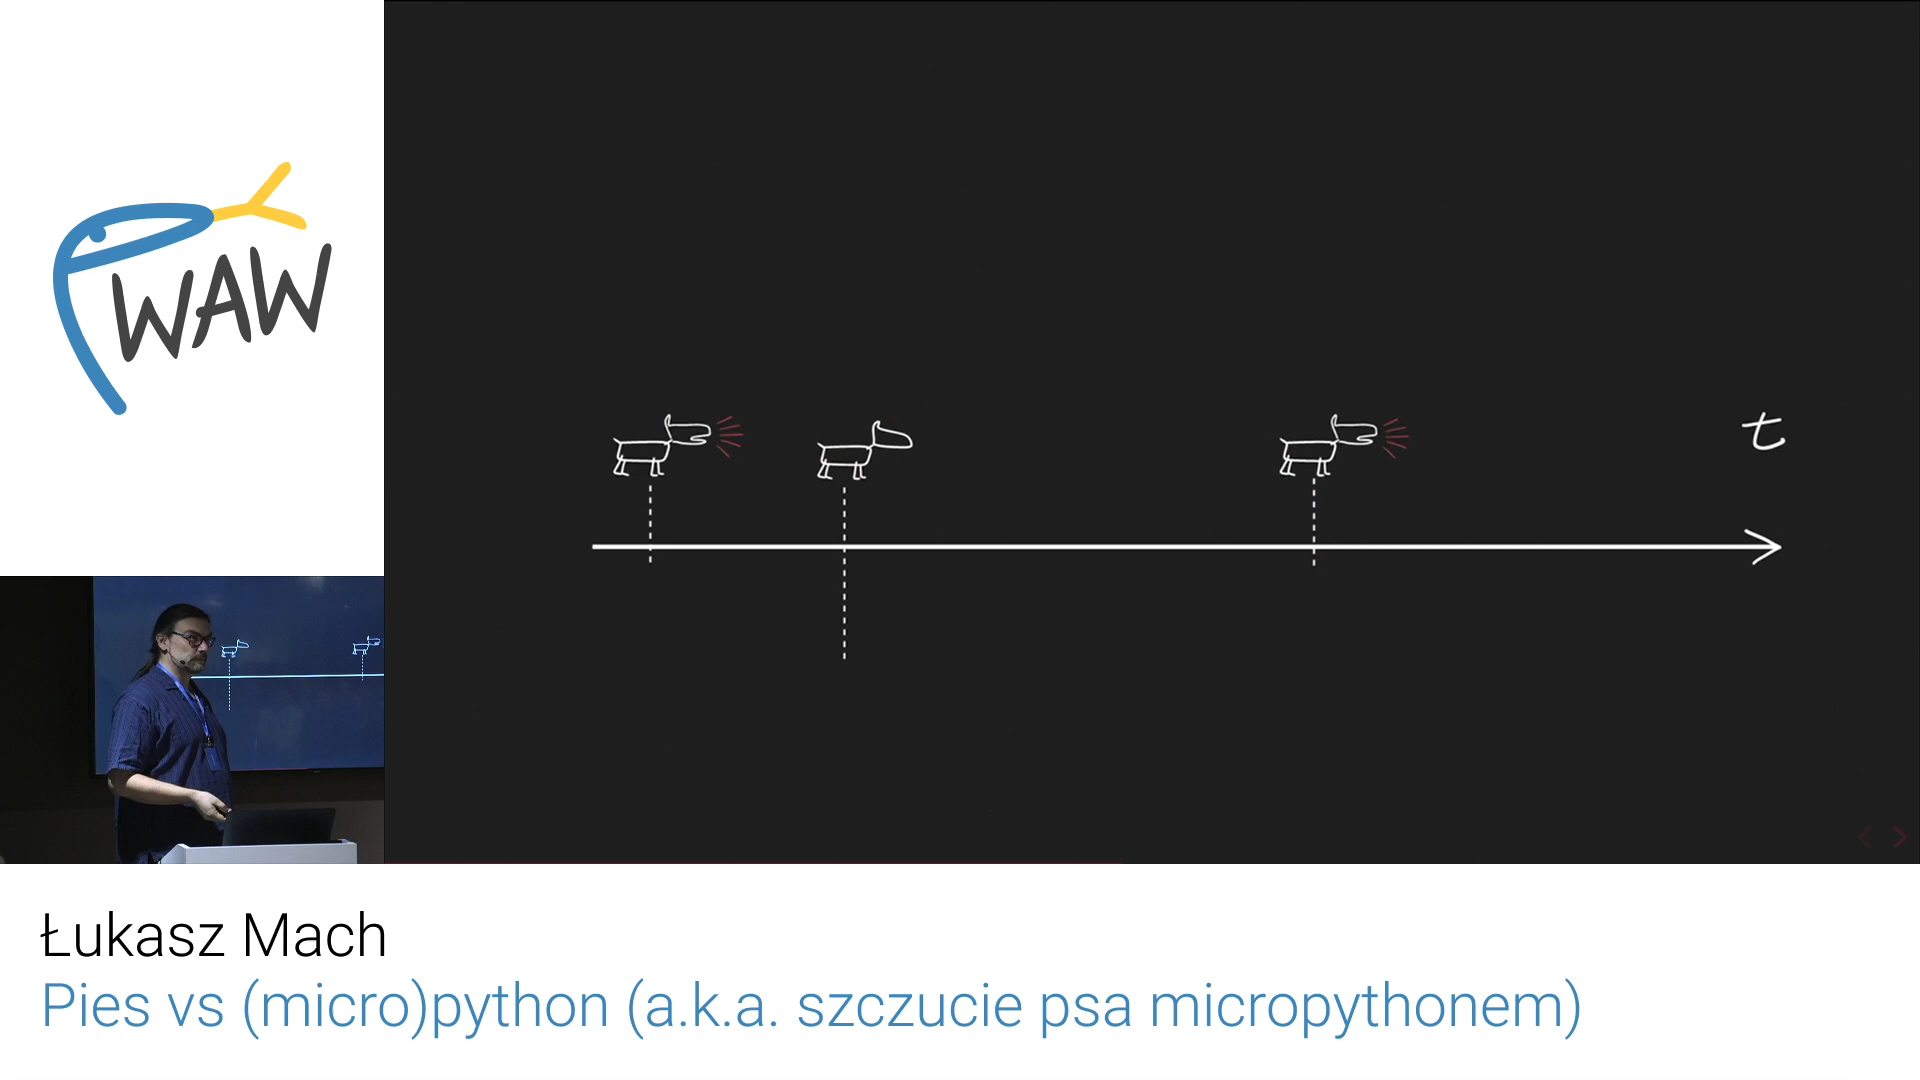 WAW
t
Łukasz Mach
Pies vs (micro)python (a.k.a. szczucie psa micropythonem)